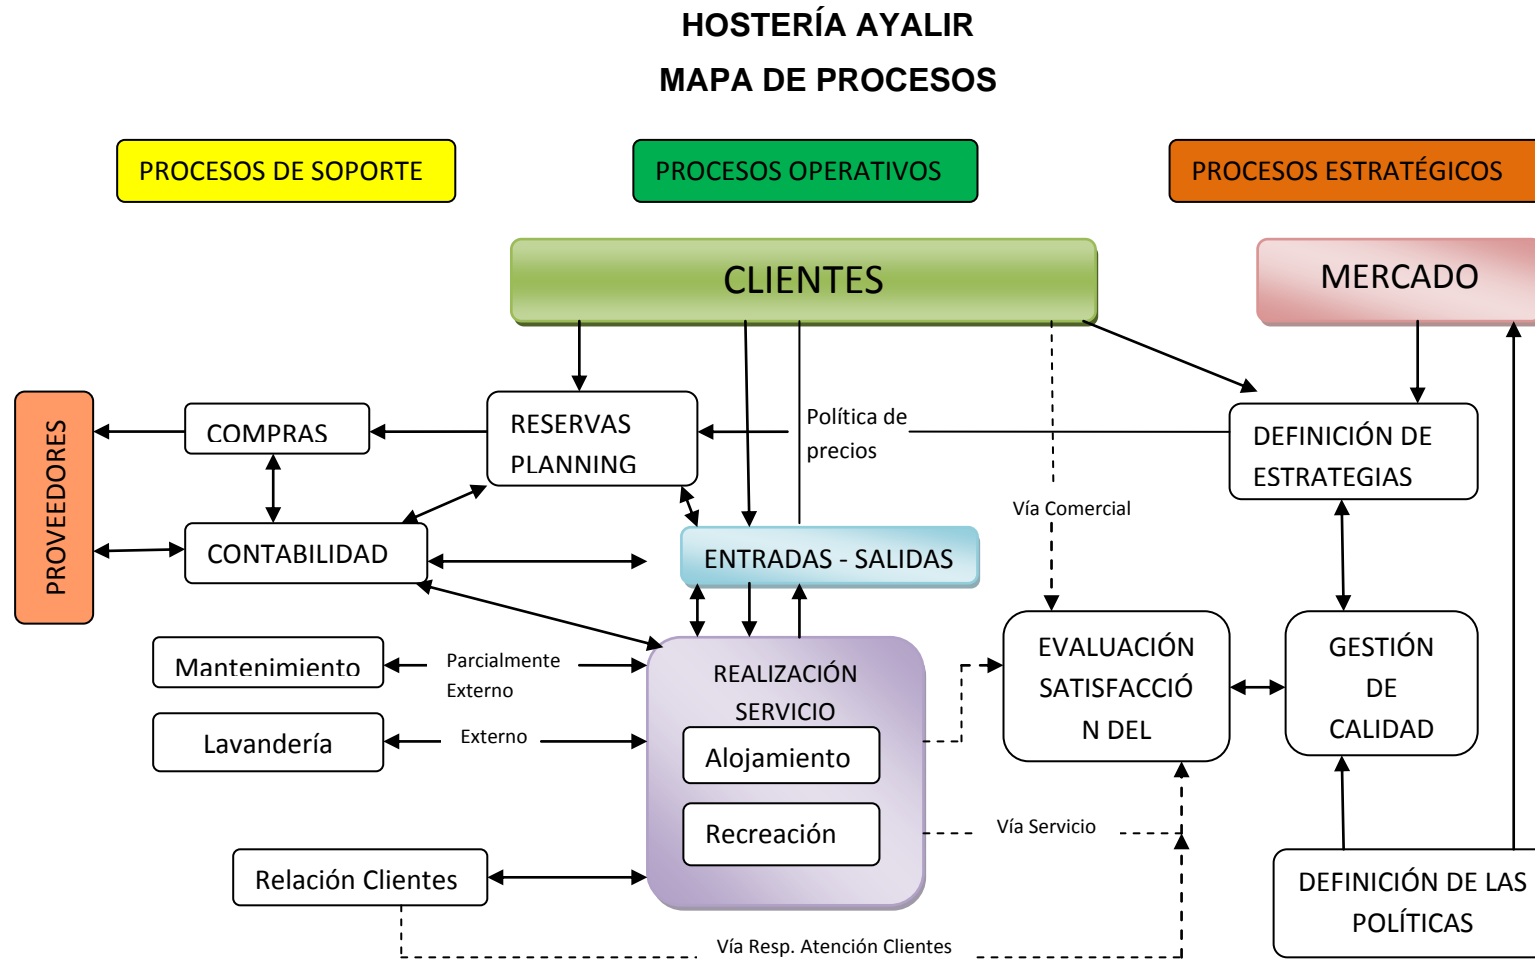 HOSTERÍA AYALIR
MAPA DE PROCESOS
PROCESOS DE SOPORTE
PROCESOS OPERATIVOS
PROCESOS ESTRATÉGICOS
CLIENTES
MERCADO
PROVEEDORES
COMPRAS
RESERVAS
PLANNING
Política de
precios
DEFINICIÓN DE
ESTRATEGIAS
Vía Comercial
CONTABILIDAD
ENTRADAS - SALIDAS
Mantenimiento
Parcialmente
Externo
REALIZACIÓN
SERVICIO
EVALUACIÓN
SATISFACCIÓ
N DEL
GESTIÓN
DE
CALIDAD
Lavandería
Externo
Alojamiento
Recreación
Vía Servicio
Relación Clientes
DEFINICIÓN DE LAS
POLÍTICAS
Vía Resp. Atención Clientes